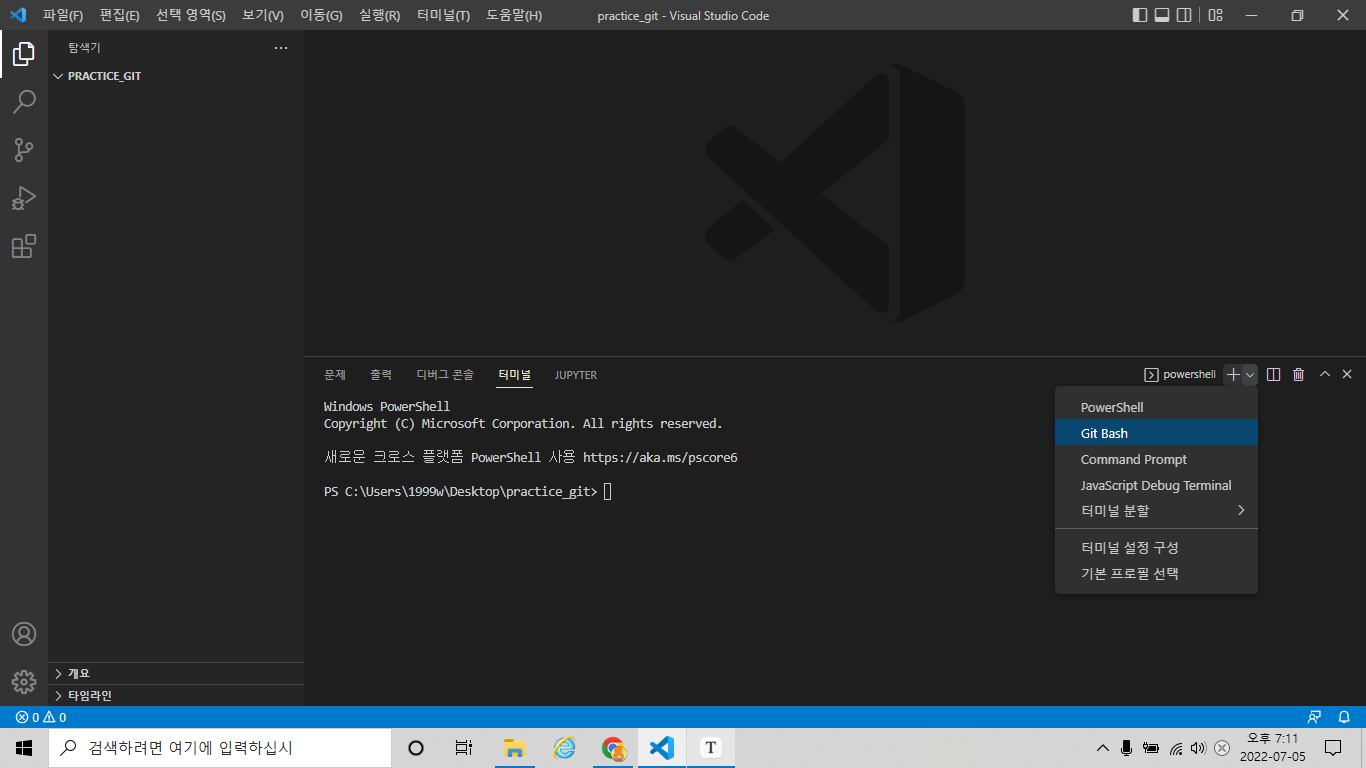 파일(F) 편집(E) 선택 영역(S) 보기(V) 이동(G) 실행(R) 터미널(T) 도움말(H) practice_git - Visual Studio Code
탐색기
PRACTICE_GIT
문제 출력 디버그 콘솔 터미널 JUPYTER powershell
Windows PowerShell
Copyright (C) Microsoft Corporation. All rights reserved.
새로운 크로스 플랫폼 PowerShell 사용 https://aka.ms/pscore6
PS C:\Users\1999w\Desktop\practice_git>
PowerShell
Git Bash
Command Prompt
JavaScript Debug Terminal
터미널 분할
터미널 설정 구성
기본 프로필 선택
개요
타임라인
0 0
검색하려면 여기에 입력하십시
T
오후 7:11
2022-07-05